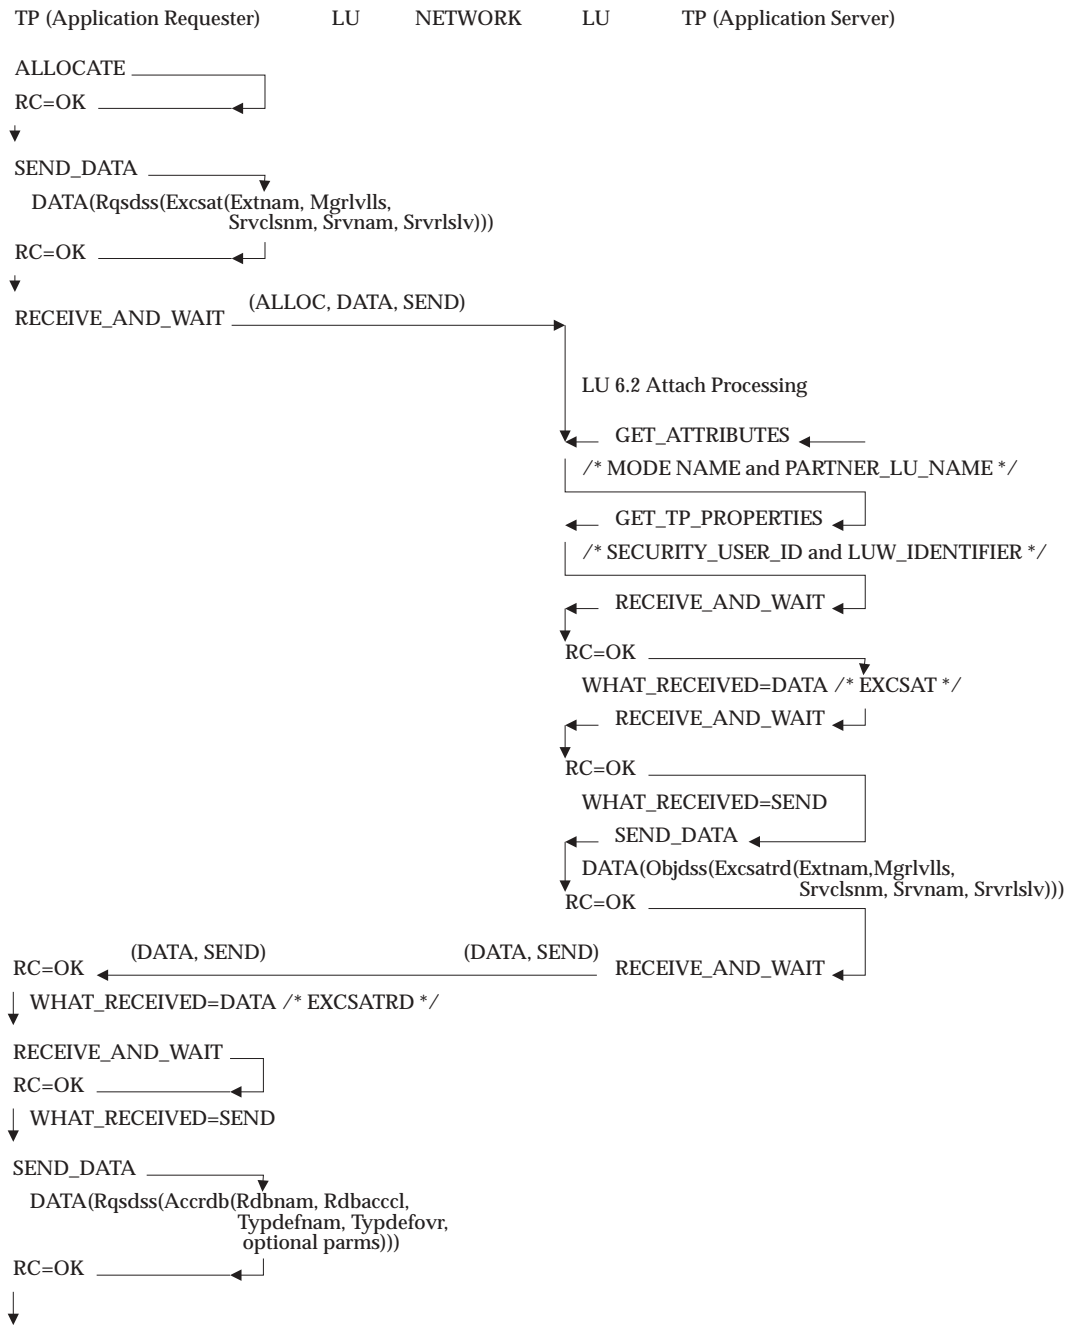 TP (Application Requester) LU NETWORK LU TP (Application Server)
ALLOCATE
RC=OK
SEND_DATA
DATA(Rqsdss(Excsat(Extnam, Mgrlvlls,
Srvclsnm, Srvnam, Srvrlslv)))
RC=OK
(ALLOC, DATA, SEND)
RECEIVE_AND_WAIT
LU 6.2 Attach Processing
GET_ATTRIBUTES
/* MODE NAME and PARTNER_LU_NAME */
GET_TP_PROPERTIES
/* SECURITY_USER_ID and LUW_IDENTIFIER */
RECEIVE_AND_WAIT
RC=OK
WHAT_RECEIVED=DATA /* EXCSAT */
RECEIVE_AND_WAIT
RC=OK
WHAT_RECEIVED=SEND
SEND_DATA
DATA(Objdss(Excsatrd(Extnam,Mgrlvlls,
Srvclsnm, Srvnam, Srvrlslv)))
RC=OK
(DATA, SEND) (DATA, SEND)
RC=OK RECEIVE_AND_WAIT
WHAT_RECEIVED=DATA /* EXCSATRD */
RECEIVE_AND_WAIT
RC=OK
WHAT_RECEIVED=SEND
SEND_DATA
DATA(Rqsdss(Accrdb(Rdbnam, Rdbacccl,
Typdefnam, Typdefovr,
optional parms)))
RC=OK